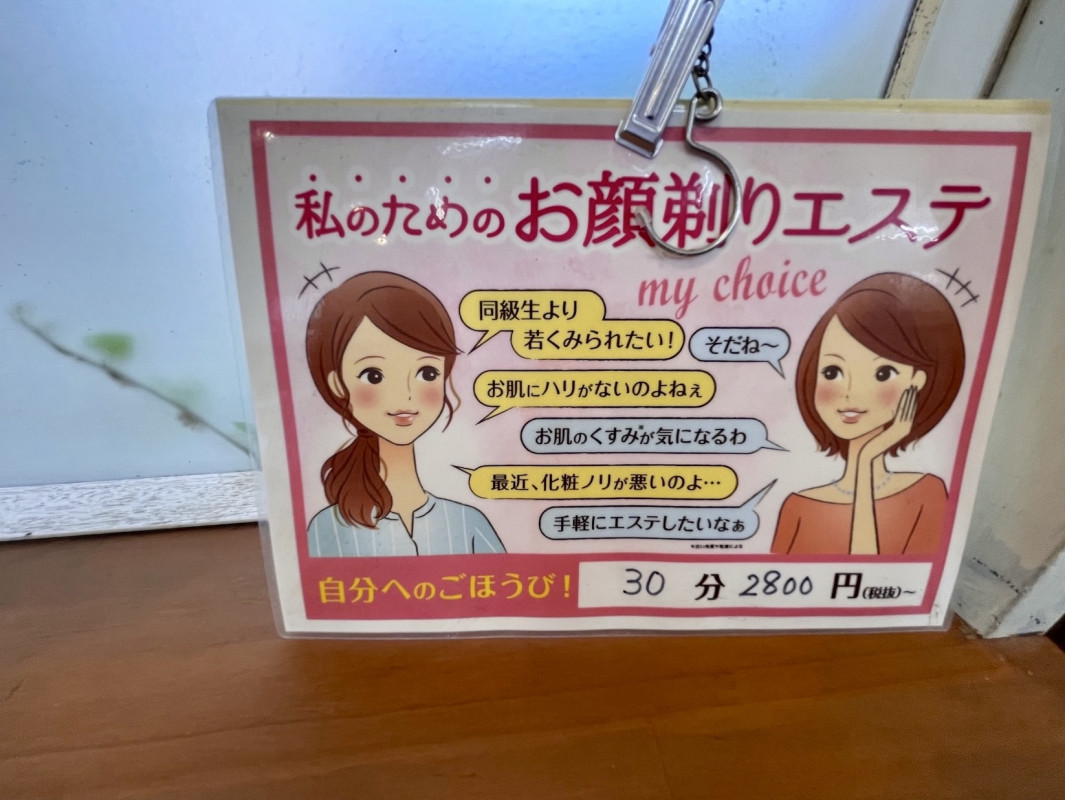 私のためのお顔剃りエステ
my choice
同級生より
若くみられたい!
そだね〜
お肌にハリがないのよねぇ
お肌のくすみ※が気になるわ
最近、化粧ノリが悪いのよ…
手軽にエステしたいなぁ
自分へのごほうび! 30 分 2800 円(税抜)〜